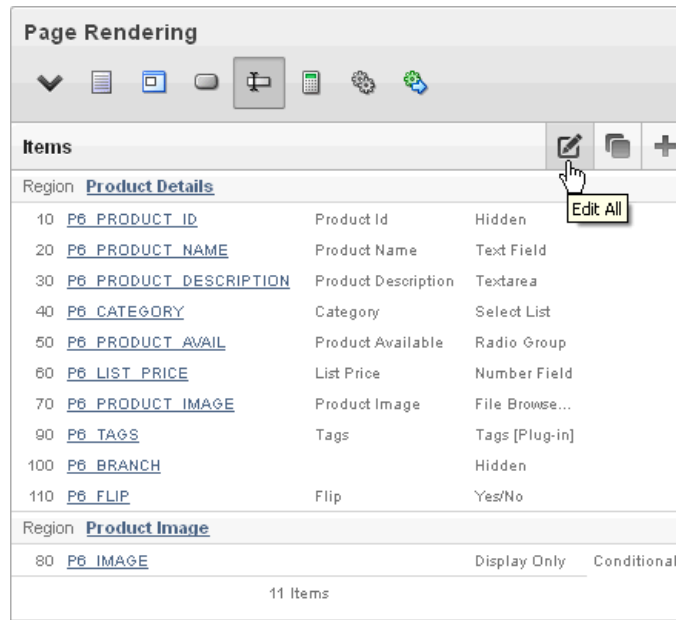 Page Rendering
Items
Edit All
Region Product Details
10 P6_PRODUCT_ID Product Id Hidden
20 P6_PRODUCT_NAME Product Name Text Field
30 P6_PRODUCT_DESCRIPTION Product Description Textarea
40 P6_CATEGORY Category Select List
50 P6_PRODUCT_AVAIL Product Available Radio Group
60 P6_LIST_PRICE List Price Number Field
70 P6_PRODUCT_IMAGE Product Image File Browse...
90 P6_TAGS Tags Tags [Plug-in]
100 P6_BRANCH Hidden
110 P6_FLIP Flip Yes/No
Region Product Image
80 P6_IMAGE Display Only Conditional
11 Items